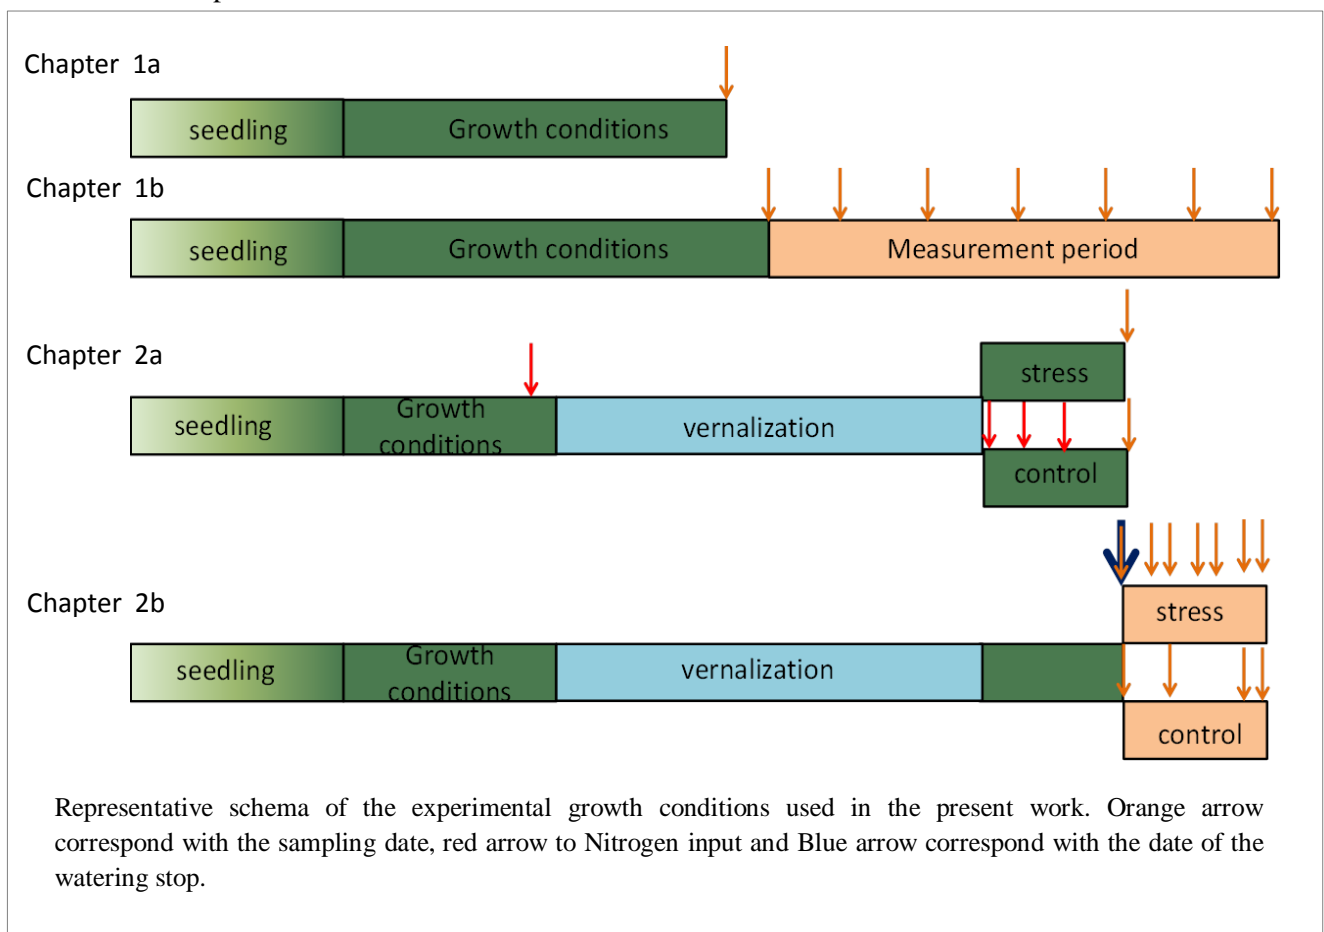 Chapter 1a
seedling
Growth conditions
Chapter 1b
seedling
Growth conditions
Measurement period
Chapter 2a
stress
seedling
Growth
conditions
vernalization
control
Chapter 2b
stress
seedling
Growth
conditions
vernalization
control
Representative schema of the experimental growth conditions used in the present work. Orange arrow
correspond with the sampling date, red arrow to Nitrogen input and Blue arrow correspond with the date of the
watering stop.